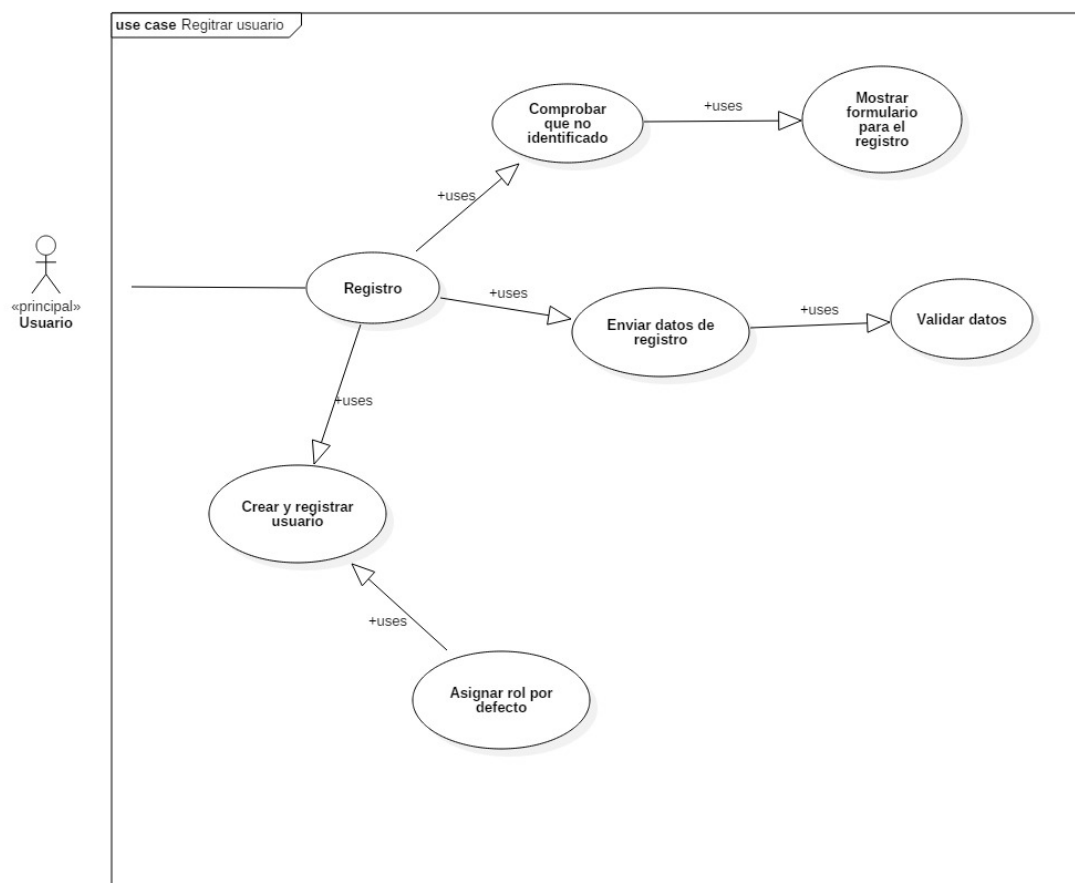 use case Regitrar usuario
Comprobar
que no
identificado
+uses
Mostrar
formulario
para el
registro
+uses
«principal»
Usuario
Registro
+uses
Enviar datos de
registro
+uses
Validar datos
+uses
Crear y registrar
usuario
+uses
Asignar rol por
defecto